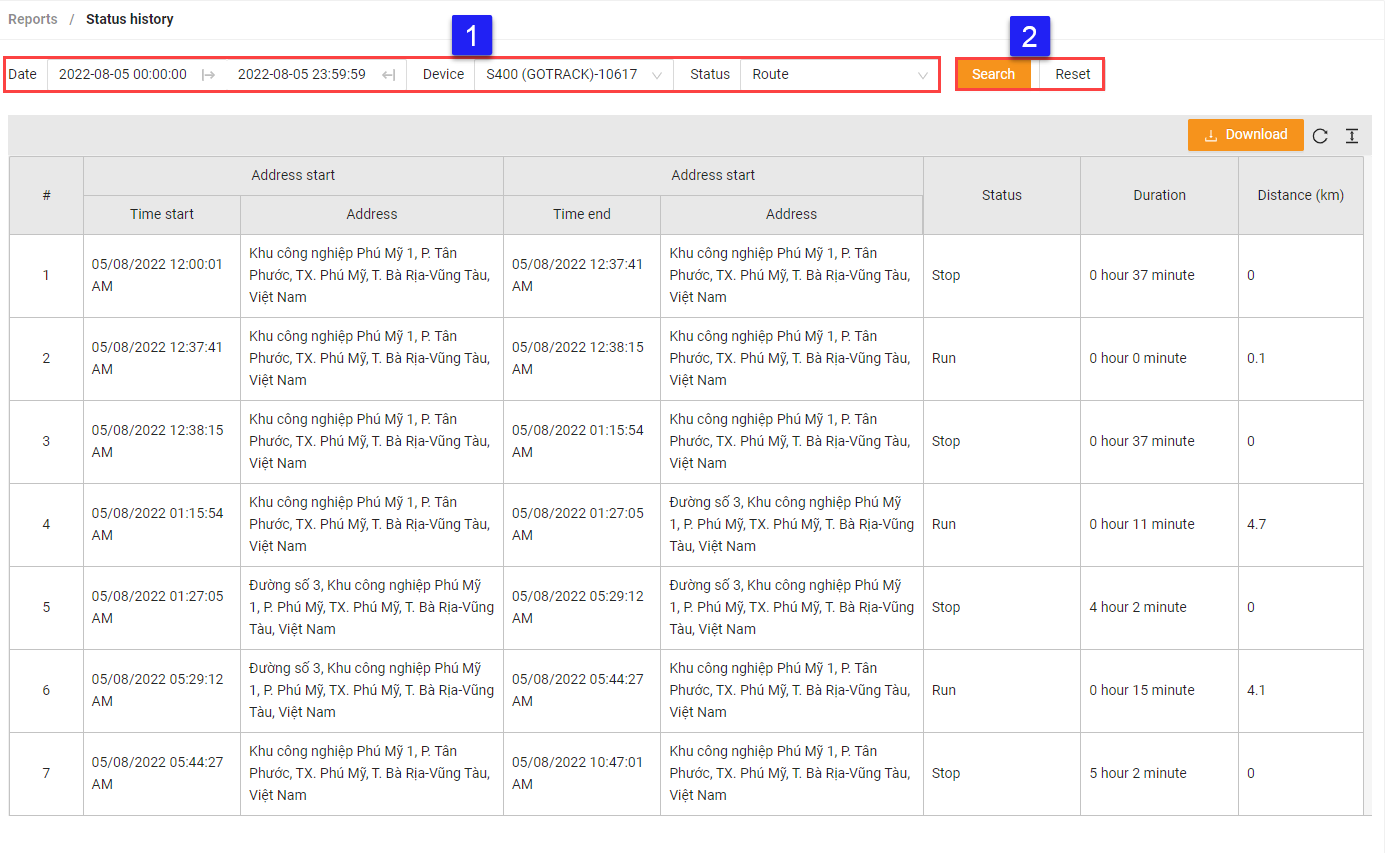 Reports / Status history
1
2
Date 2022-08-05 00:00:00 2022-08-05 23:59:59 Device S400 (GOTRACK)-10617 Status Route Search Reset
Download
# Address start Address start Status Duration Distance (km)
Time start Address Time end Address
1 05/08/2022 12:00:01 AM Khu công nghiệp Phú Mỹ 1, P. Tân Phước, TX. Phú Mỹ, T. Bà Rịa-Vũng Tàu, Việt Nam 05/08/2022 12:37:41 AM Khu công nghiệp Phú Mỹ 1, P. Tân Phước, TX. Phú Mỹ, T. Bà Rịa-Vũng Tàu, Việt Nam Stop 0 hour 37 minute 0
2 05/08/2022 12:37:41 AM Khu công nghiệp Phú Mỹ 1, P. Tân Phước, TX. Phú Mỹ, T. Bà Rịa-Vũng Tàu, Việt Nam 05/08/2022 12:38:15 AM Khu công nghiệp Phú Mỹ 1, P. Tân Phước, TX. Phú Mỹ, T. Bà Rịa-Vũng Tàu, Việt Nam Run 0 hour 0 minute 0.1
3 05/08/2022 12:38:15 AM Khu công nghiệp Phú Mỹ 1, P. Tân Phước, TX. Phú Mỹ, T. Bà Rịa-Vũng Tàu, Việt Nam 05/08/2022 01:15:54 AM Khu công nghiệp Phú Mỹ 1, P. Tân Phước, TX. Phú Mỹ, T. Bà Rịa-Vũng Tàu, Việt Nam Stop 0 hour 37 minute 0
4 05/08/2022 01:15:54 AM Khu công nghiệp Phú Mỹ 1, P. Tân Phước, TX. Phú Mỹ, T. Bà Rịa-Vũng Tàu, Việt Nam 05/08/2022 01:27:05 AM Đường số 3, Khu công nghiệp Phú Mỹ 1, P. Phú Mỹ, TX. Phú Mỹ, T. Bà Rịa-Vũng Tàu, Việt Nam Run 0 hour 11 minute 4.7
5 05/08/2022 01:27:05 AM Đường số 3, Khu công nghiệp Phú Mỹ 1, P. Phú Mỹ, TX. Phú Mỹ, T. Bà Rịa-Vũng Tàu, Việt Nam 05/08/2022 05:29:12 AM Đường số 3, Khu công nghiệp Phú Mỹ 1, P. Phú Mỹ, TX. Phú Mỹ, T. Bà Rịa-Vũng Tàu, Việt Nam Stop 4 hour 2 minute 0
6 05/08/2022 05:29:12 AM Đường số 3, Khu công nghiệp Phú Mỹ 1, P. Phú Mỹ, TX. Phú Mỹ, T. Bà Rịa-Vũng Tàu, Việt Nam 05/08/2022 05:44:27 AM Khu công nghiệp Phú Mỹ 1, P. Tân Phước, TX. Phú Mỹ, T. Bà Rịa-Vũng Tàu, Việt Nam Run 0 hour 15 minute 4.1
7 05/08/2022 05:44:27 AM Khu công nghiệp Phú Mỹ 1, P. Tân Phước, TX. Phú Mỹ, T. Bà Rịa-Vũng Tàu, Việt Nam 05/08/2022 10:47:01 AM Khu công nghiệp Phú Mỹ 1, P. Tân Phước, TX. Phú Mỹ, T. Bà Rịa-Vũng Tàu, Việt Nam Stop 5 hour 2 minute 0